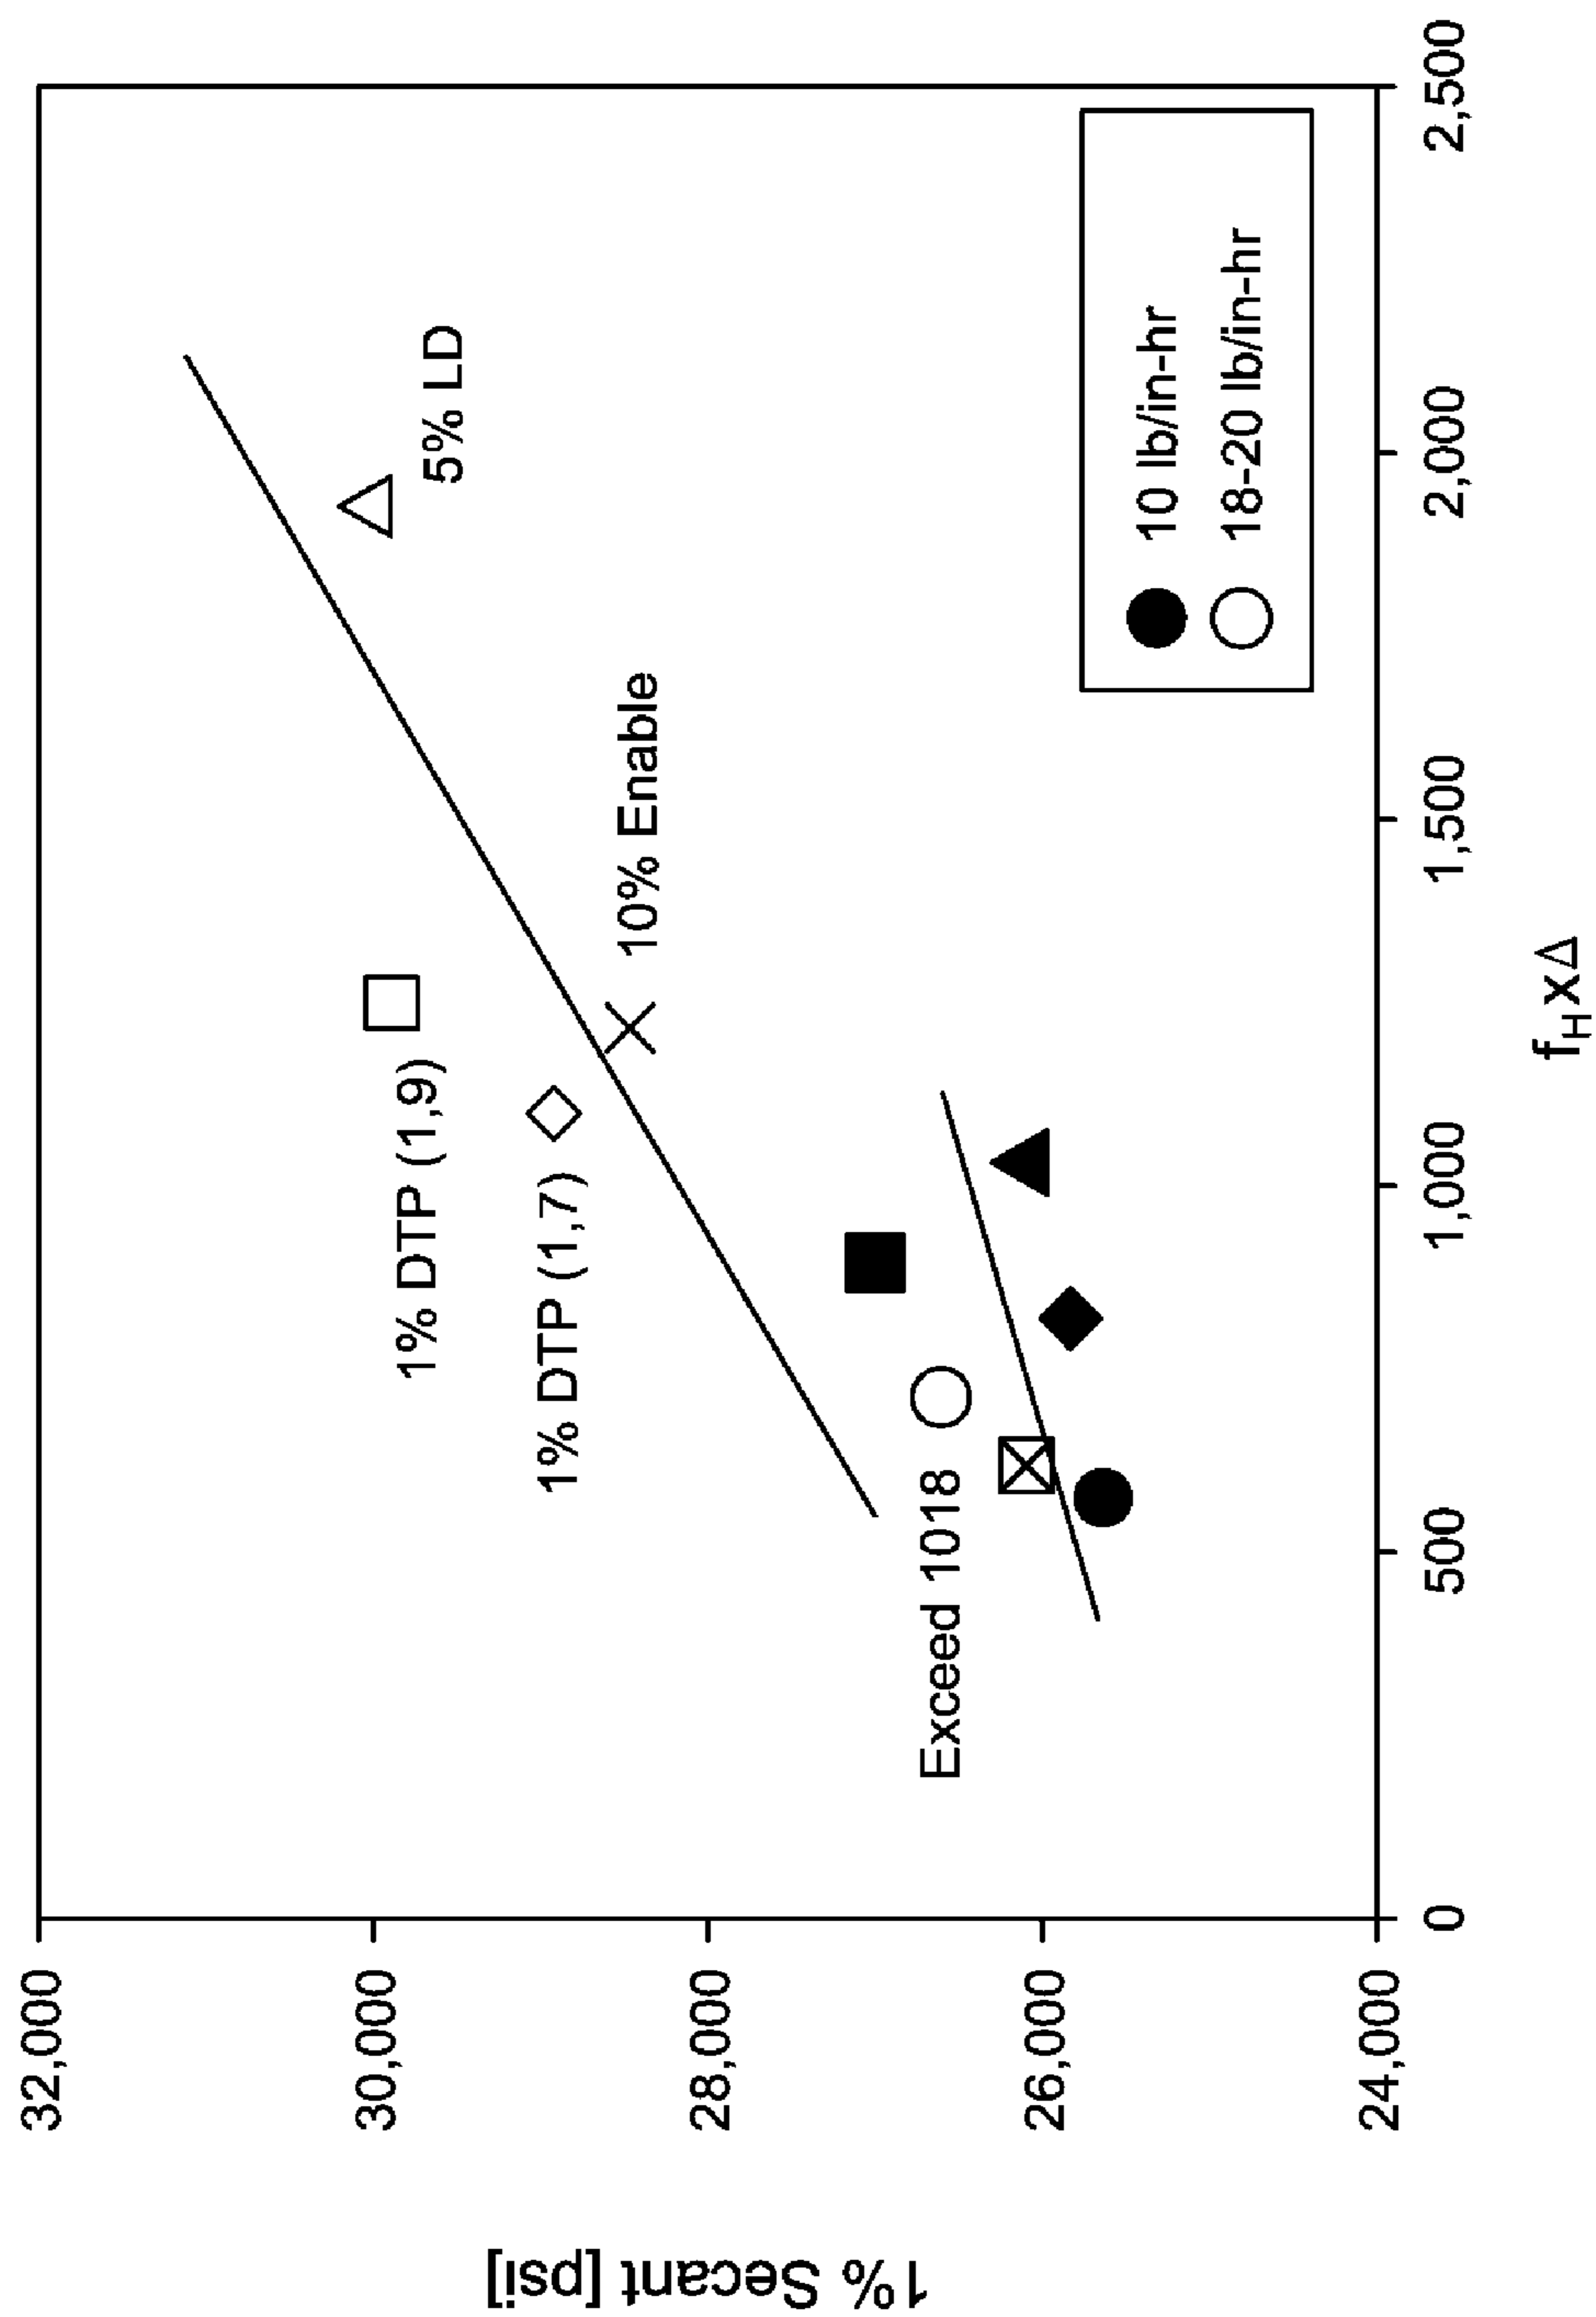 32,000
30,000
28,000
26,000
24,000
1% Secant [psi]
0
500
1,000
1,500
2,000
2,500
fH x Δ
1% DTP (1,9)
5% LD
1% DTP (1,7)
10% Enable
Exceed 1018
10 lb/in-hr
18-20 lb/in-hr